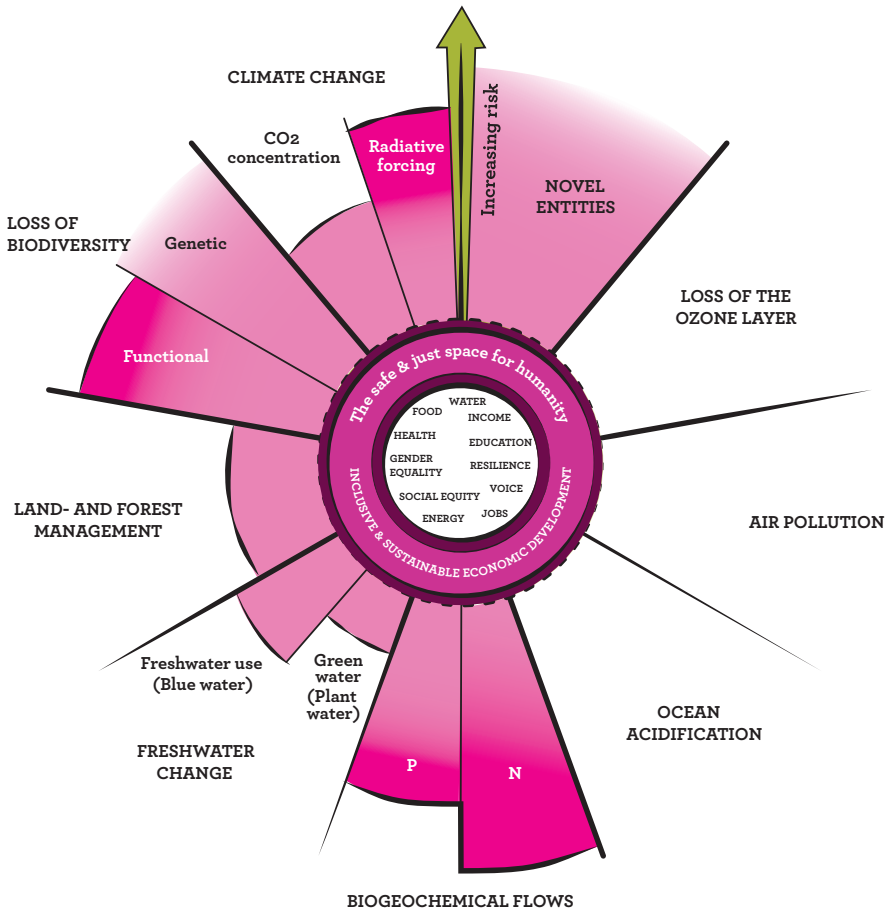 CLIMATE CHANGE
CO2
concentration
Radiative
forcing
Increasing risk
NOVEL
ENTITIES
LOSS OF
BIODIVERSITY
Genetic
Functional
LOSS OF THE
OZONE LAYER
The safe & just space for humanity
WATER
FOOD
INCOME
HEALTH
EDUCATION
GENDER
EQUALITY
RESILIENCE
VOICE
SOCIAL EQUITY
JOBS
ENERGY
INCLUSIVE & SUSTAINABLE ECONOMIC DEVELOPMENT
LAND- AND FOREST
MANAGEMENT
AIR POLLUTION
Freshwater use
(Blue water)
Green
water
(Plant
water)
FRESHWATER
CHANGE
P
N
OCEAN
ACIDIFICATION
BIOGEOCHEMICAL FLOWS